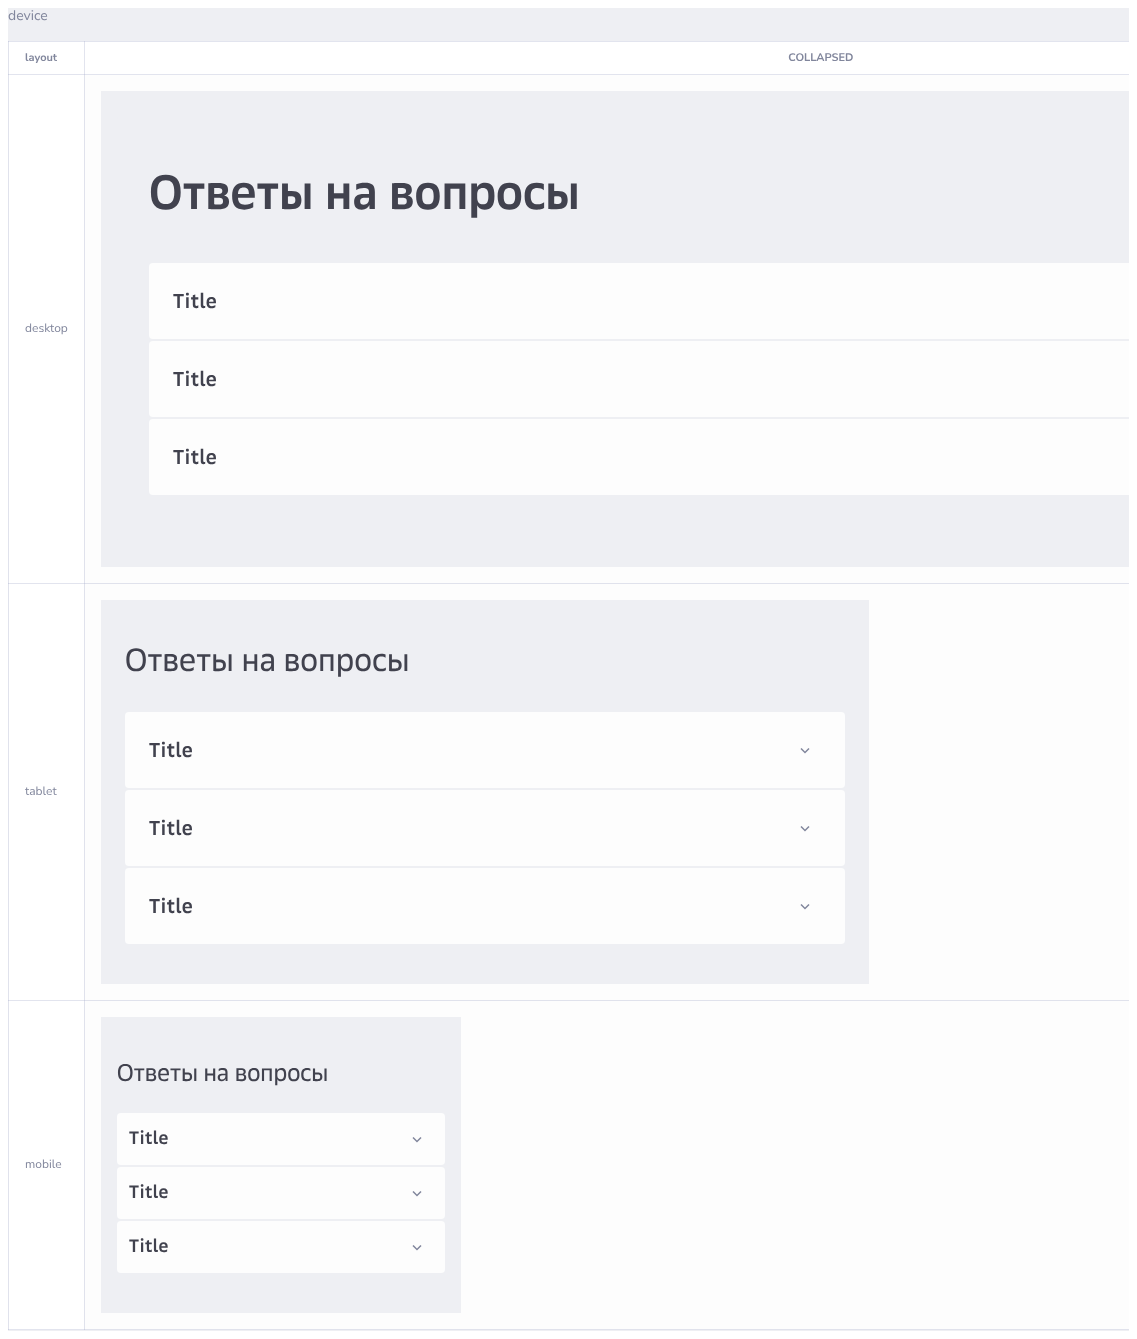 device
layout
COLLAPSED
desktop
Ответы на вопросы
Title
Title
Title
tablet
Ответы на вопросы
Title
Title
Title
mobile
Ответы на вопросы
Title
Title
Title